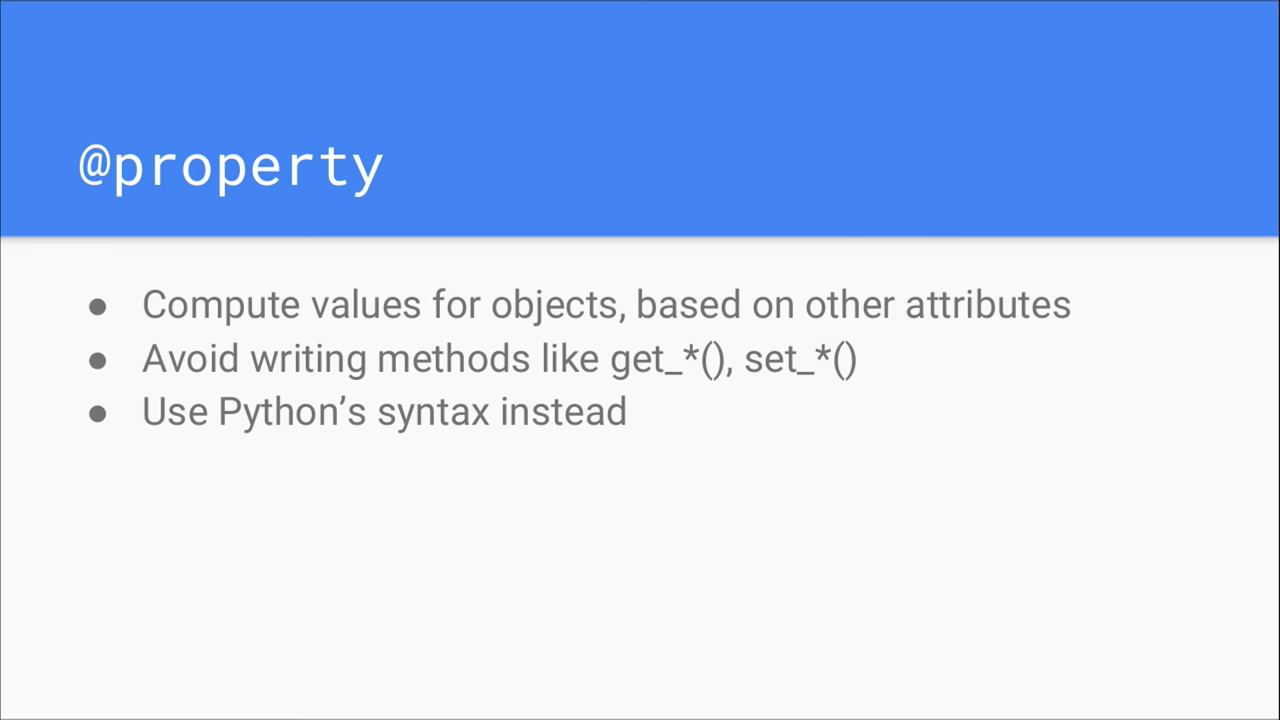 @property
● Compute values for objects, based on other attributes
● Avoid writing methods like get_*(), set_*()
● Use Python’s syntax instead